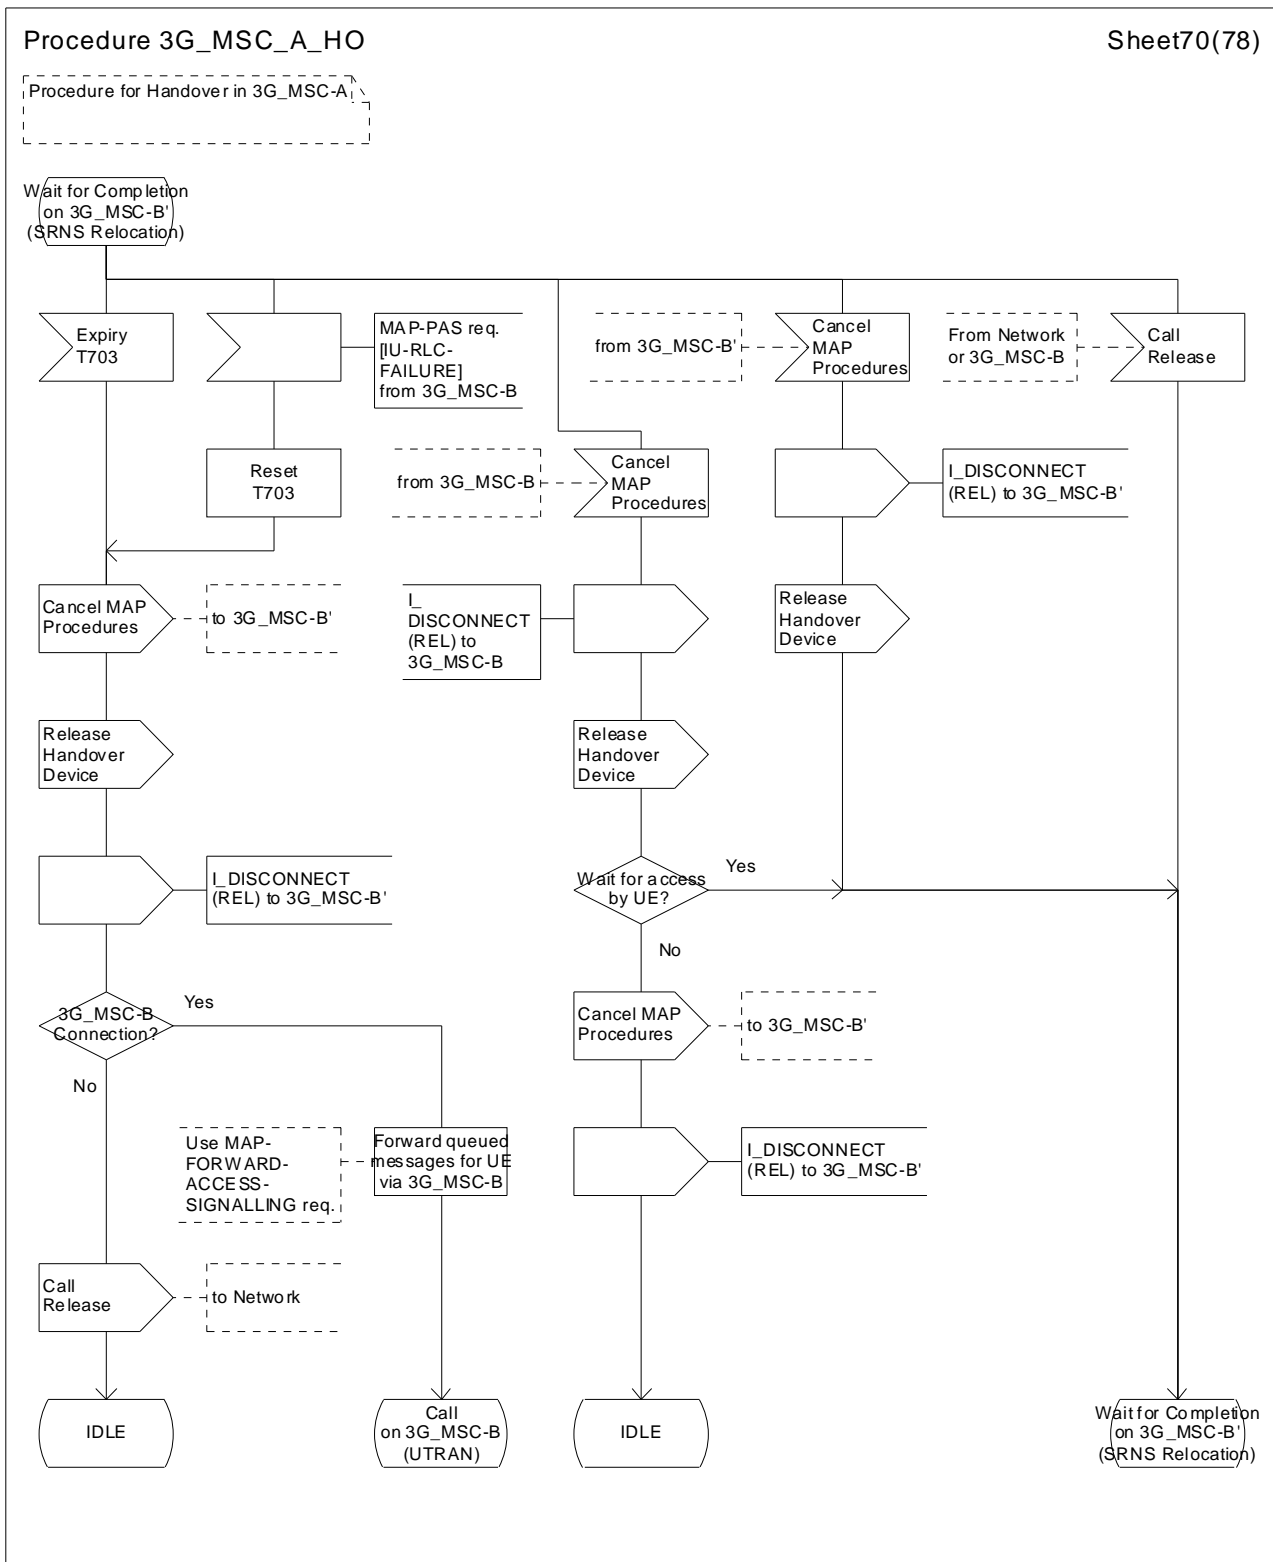 Procedure 3G_MSC_A_HO
Sheet70(78)
Procedure for Handover in 3G_MSC-A
Wait for Completion
on 3G_MSC-B'
(SRNS Relocation)
Expiry
T703
MAP-PAS req.
[IU-RLC-
FAILURE]
from 3G_MSC-B
from 3G_MSC-B'
Cancel
MAP
Procedures
From Network
or 3G_MSC-B
Call
Release
Reset
T703
from 3G_MSC-B
Cancel
MAP
Procedures
I_DISCONNECT
(REL) to 3G_MSC-B'
Cancel MAP
Procedures
to 3G_MSC-B'
I_
DISCONNECT
(REL) to
3G_MSC-B
Release
Handover
Device
Release
Handover
Device
Release
Handover
Device
I_DISCONNECT
(REL) to 3G_MSC-B'
Wait for access
by UE?
Yes
No
3G_MSC-B
Connection?
Yes
No
Cancel MAP
Procedures
to 3G_MSC-B'
Use MAP-
FORWARD-
ACCESS-
SIGNALLING req.
Forward queued
messages for UE
via 3G_MSC-B
I_DISCONNECT
(REL) to 3G_MSC-B'
Call
Release
to Network
IDLE
Call
on 3G_MSC-B
(UTRAN)
IDLE
Wait for Completion
on 3G_MSC-B'
(SRNS Relocation)